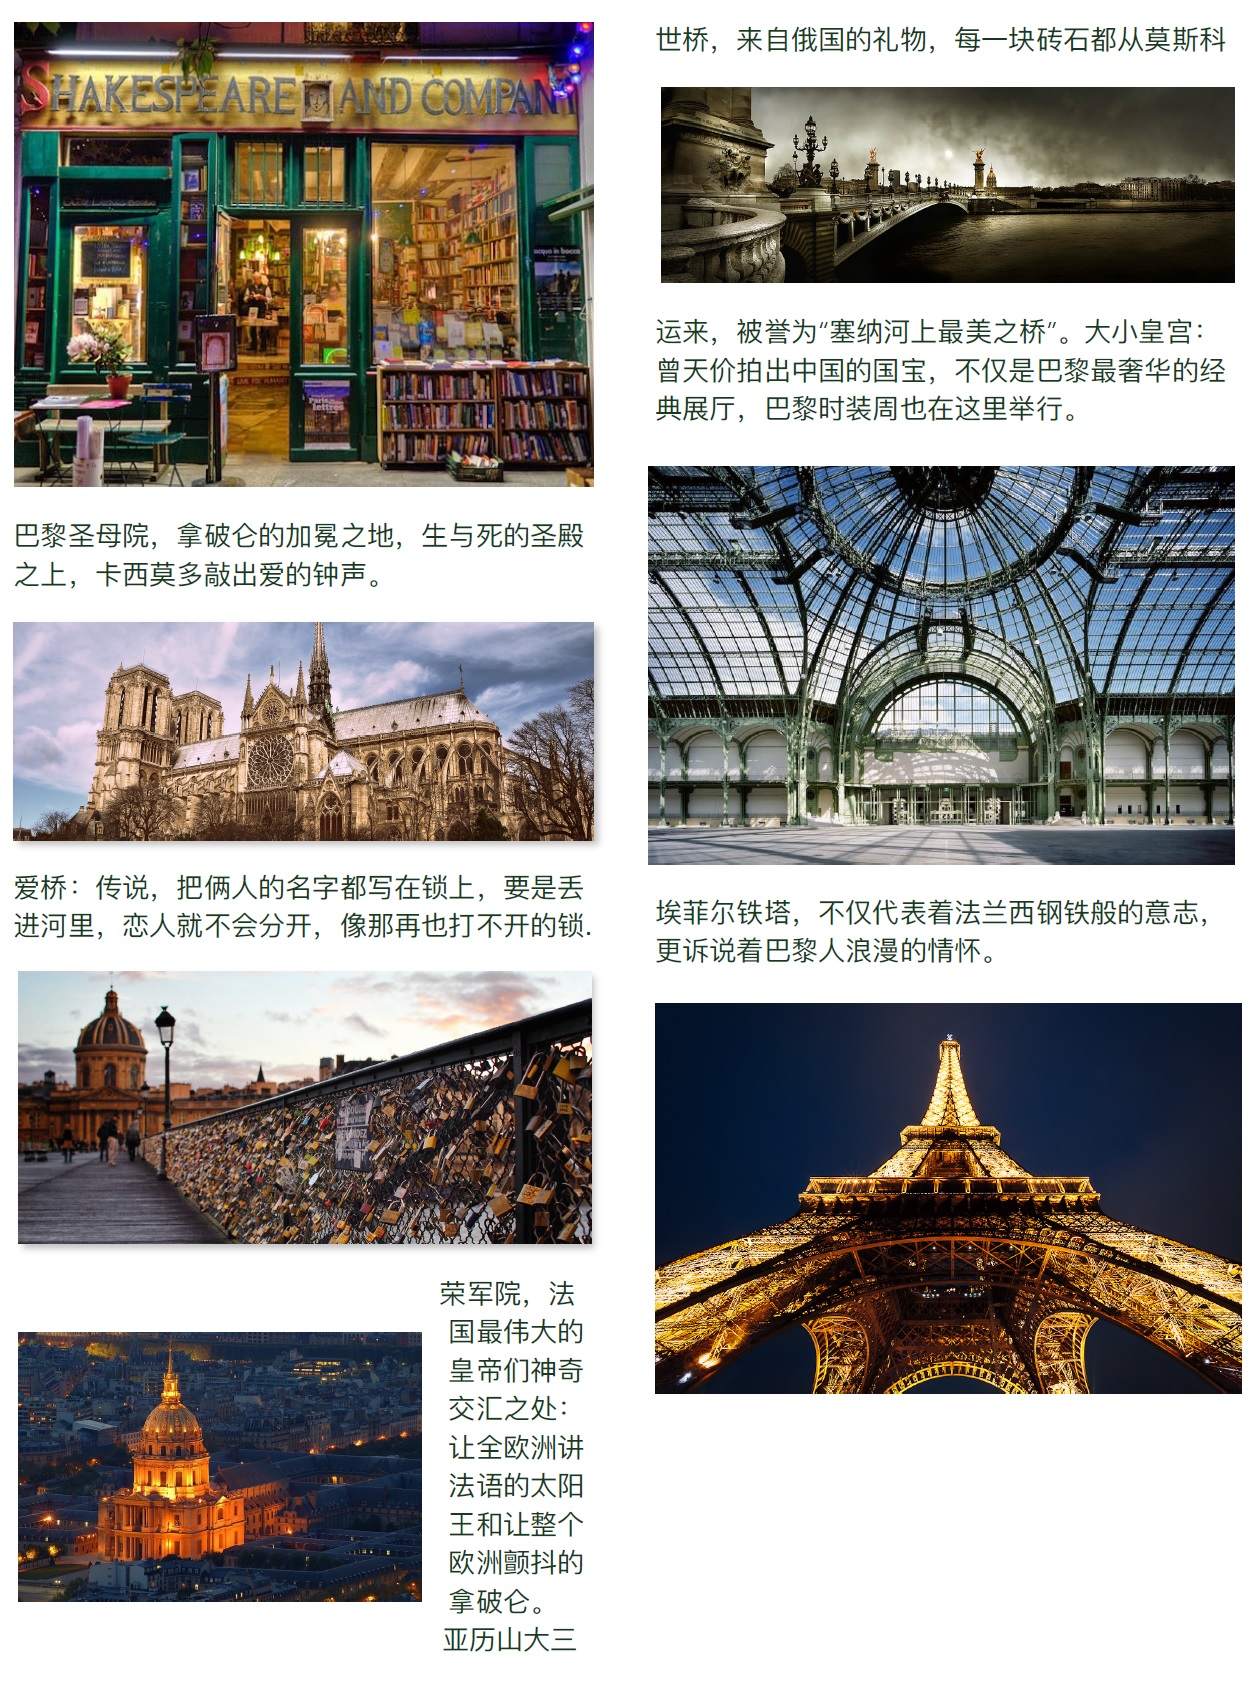 SHAKESPEARE AND COMPANY
acqua in bocca
LIVE FOR HUMANITY
Paris en
lettres
巴黎圣母院，拿破仑的加冕之地，生与死的圣殿
之上，卡西莫多敲出爱的钟声。
爱桥：传说，把俩人的名字都写在锁上，要是丢
进河里，恋人就不会分开，像那再也打不开的锁.
荣军院，法
国最伟大的
皇帝们神奇
交汇之处：
让全欧洲讲
法语的太阳
王和让整个
欧洲颤抖的
拿破仑。
亚历山大三
世桥，来自俄国的礼物，每一块砖石都从莫斯科
运来，被誉为“塞纳河上最美之桥”。大小皇宫：
曾天价拍出中国的国宝，不仅是巴黎最奢华的经
典展厅，巴黎时装周也在这里举行。
埃菲尔铁塔，不仅代表着法兰西钢铁般的意志，
更诉说着巴黎人浪漫的情怀。